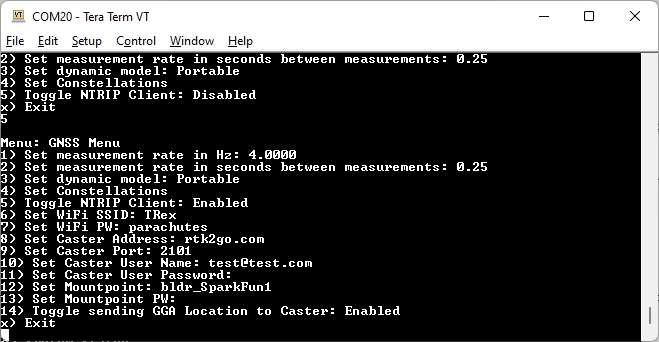 COM20 - Tera Term VT
File Edit Setup Control Window Help
2) Set measurement rate in seconds between measurements: 0.25
3) Set dynamic model: Portable
4) Set Constellations
5) Toggle NTRIP Client: Disabled
x) Exit
5
Menu: GNSS Menu
1) Set measurement rate in Hz: 4.0000
2) Set measurement rate in seconds between measurements: 0.25
3) Set dynamic model: Portable
4) Set Constellations
5) Toggle NTRIP Client: Enabled
6) Set WiFi SSID: TRex
7) Set WiFi PW: parachutes
8) Set Caster Address: rtk2go.com
9) Set Caster Port: 2101
10) Set Caster User Name: test@test.com
11) Set Caster User Password:
12) Set Mountpoint: bldr_SparkFun1
13) Set Mountpoint PW:
14) Toggle sending GGA Location to Caster: Enabled
x) Exit